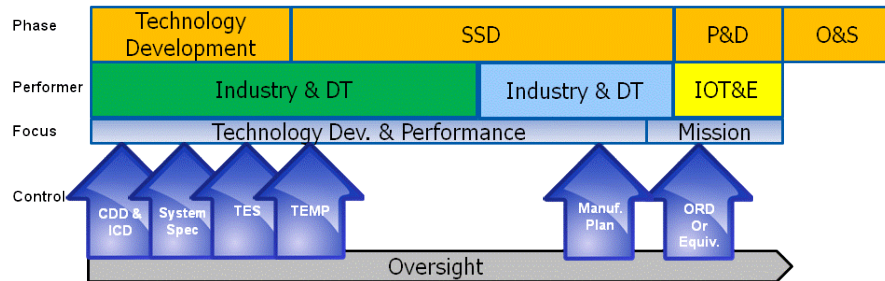 Phase
Technology
Development
SSD
P&D
O&S
Performer
Industry & DT
Industry & DT
IOT&E
Focus
Technology Dev. & Performance
Mission
Control
CDD &
ICD
System
Spec
TES
TEMP
Manuf.
Plan
ORD
Or
Equiv.
Oversight